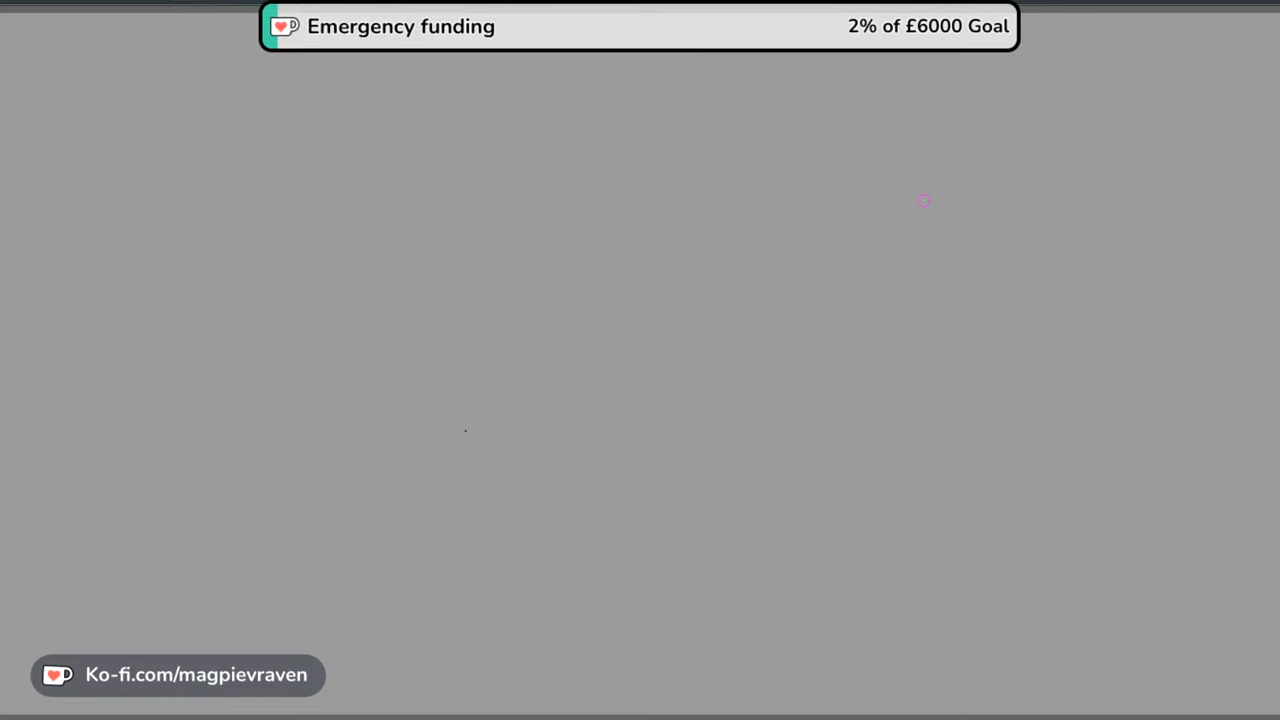 Emergency funding 2% of £6000 Goal
Ko-fi.com/magpievraven